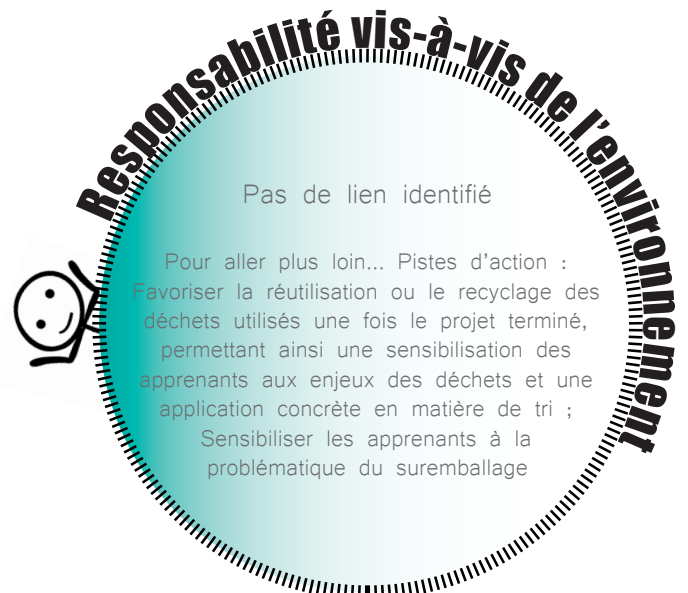 Responsabilité vis-à-vis de l'environnement
Pas de lien identifié
Pour aller plus loin... Pistes d'action :
Favoriser la réutilisation ou le recyclage des
déchets utilisés une fois le projet terminé,
permettant ainsi une sensibilisation des
apprenants aux enjeux des déchets et une
application concrète en matière de tri ;
Sensibiliser les apprenants à la
problématique du suremballage